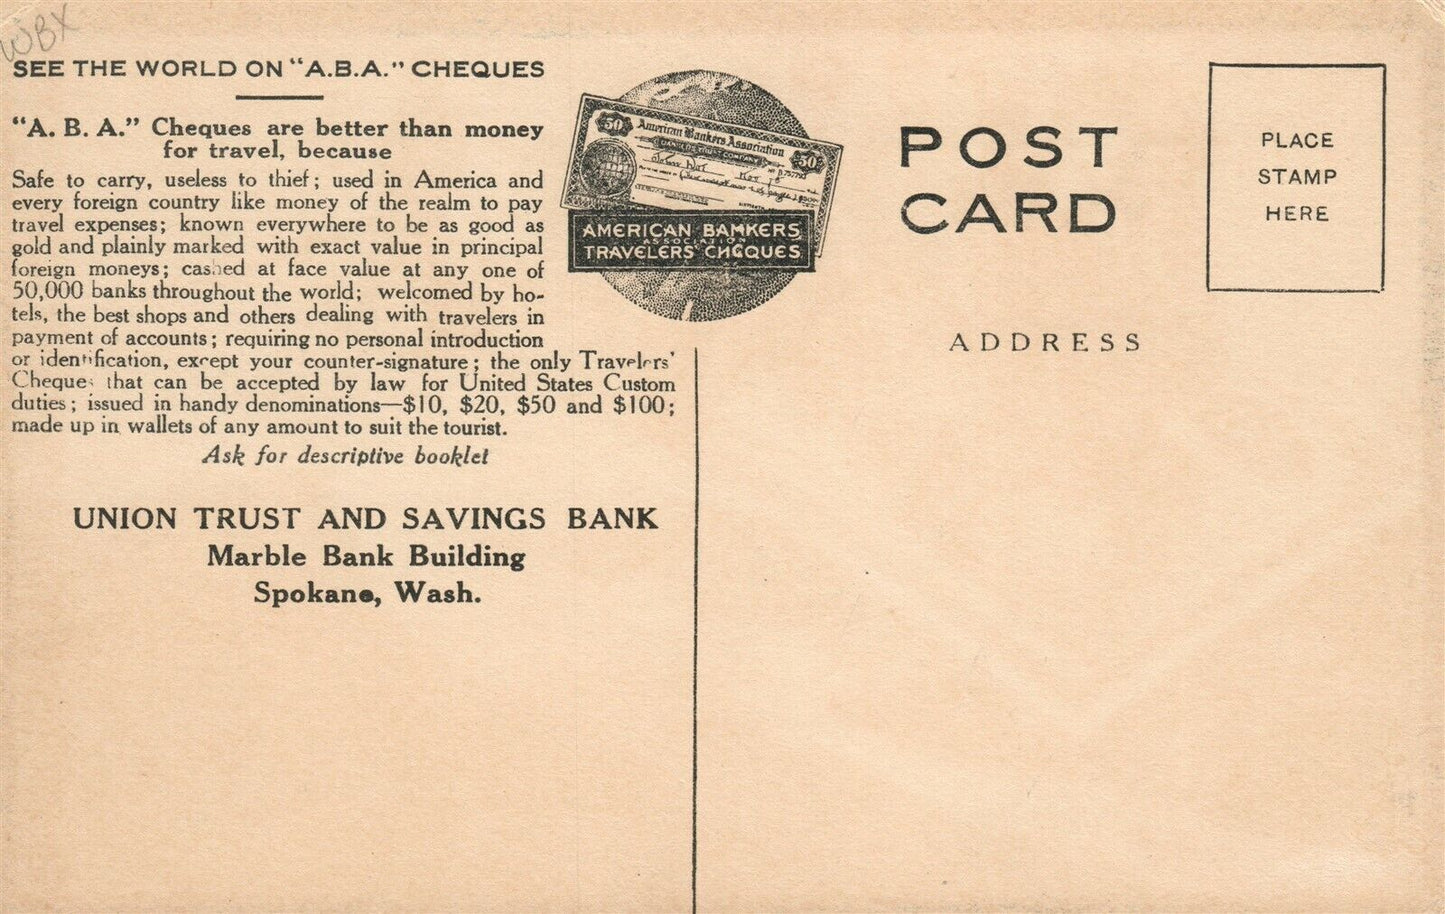 WBX
SEE THE WORLD ON "A.B.A." CHEQUES
"A. B. A." Cheques are better than money
for travel, because
Safe to carry, useless to thief; used in America and
every foreign country like money of the realm to pay
travel expenses; known everywhere to be as good as
gold and plainly marked with exact value in principal
foreign moneys; cashed at face value at any one of
50,000 banks throughout the world; welcomed by ho-
tels, the best shops and others dealing with travelers in
payment of accounts; requiring no personal introduction
or identification, except your counter-signature; the only Travelers'
Cheques that can be accepted by law for United States Custom
duties; issued in handy denominations—$10, $20, $50 and $100;
made up in wallets of any amount to suit the tourist.
Ask for descriptive booklet
UNION TRUST AND SAVINGS BANK
Marble Bank Building
Spokane, Wash.
50
American Bankers Association
BANKERS TRUST COMPANY
50
AMERICAN BANKERS
ASSOCIATION
TRAVELERS' CHEQUES
POST
CARD
ADDRESS
PLACE
STAMP
HERE